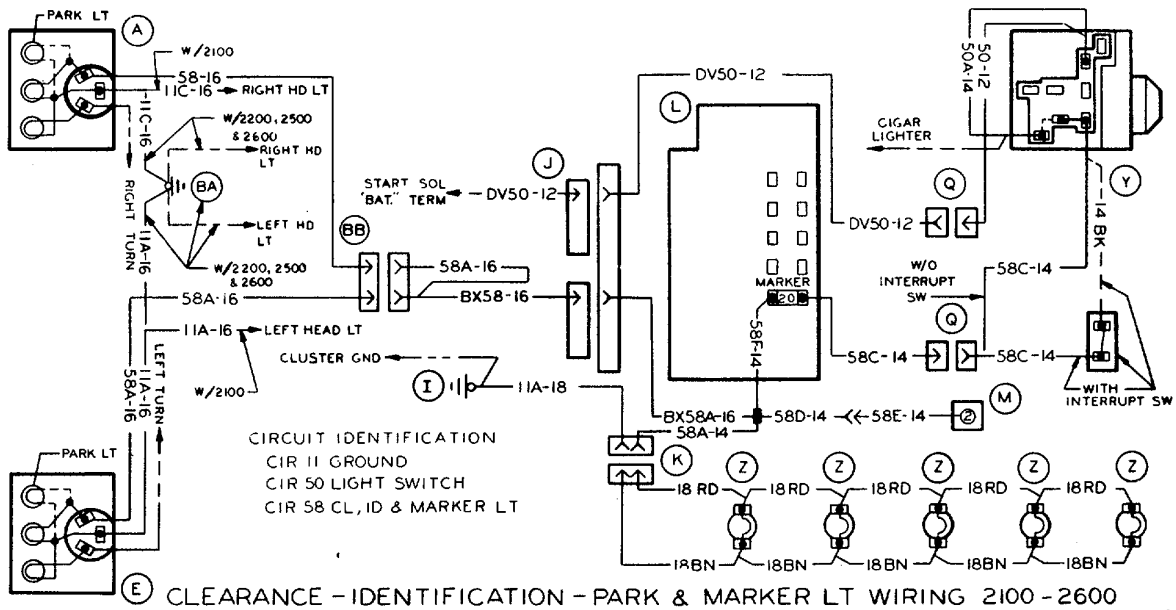 PARK LT
A
W/2100
58-16
11C-16
RIGHT HD LT
11C-16
W/2200, 2500
& 2600
RIGHT HD
LT
BA
RIGHT TURN
LEFT HD
LT
11A-16
W/2200, 2500
& 2600
58A-16
11A-16
LEFT HEAD LT
W/2100
58A-16
11A-16
LEFT TURN
PARK LT
E
BB
58A-16
BX58-16
J
START SOL
"BAT." TERM
DV50-12
CLUSTER GND
I
11A-18
DV50-12
L
MARKER
20
58F-14
BX58A-16
58A-14
58D-14
58E-14
2
M
K
50A-14
50-12
CIGAR
LIGHTER
Y
Q
DV50-12
14 BK
W/O
INTERRUPT
SW
58C-14
Q
58C-14
58C-14
WITH
INTERRUPT SW
Z
Z
Z
Z
Z
18 RD
18 RD
18 RD
18 RD
18 RD
18BN
18BN
18BN
18BN
18BN
CIRCUIT IDENTIFICATION
CIR 11 GROUND
CIR 50 LIGHT SWITCH
CIR 58 CL, ID & MARKER LT
CLEARANCE - IDENTIFICATION - PARK & MARKER LT WIRING 2100 - 2600